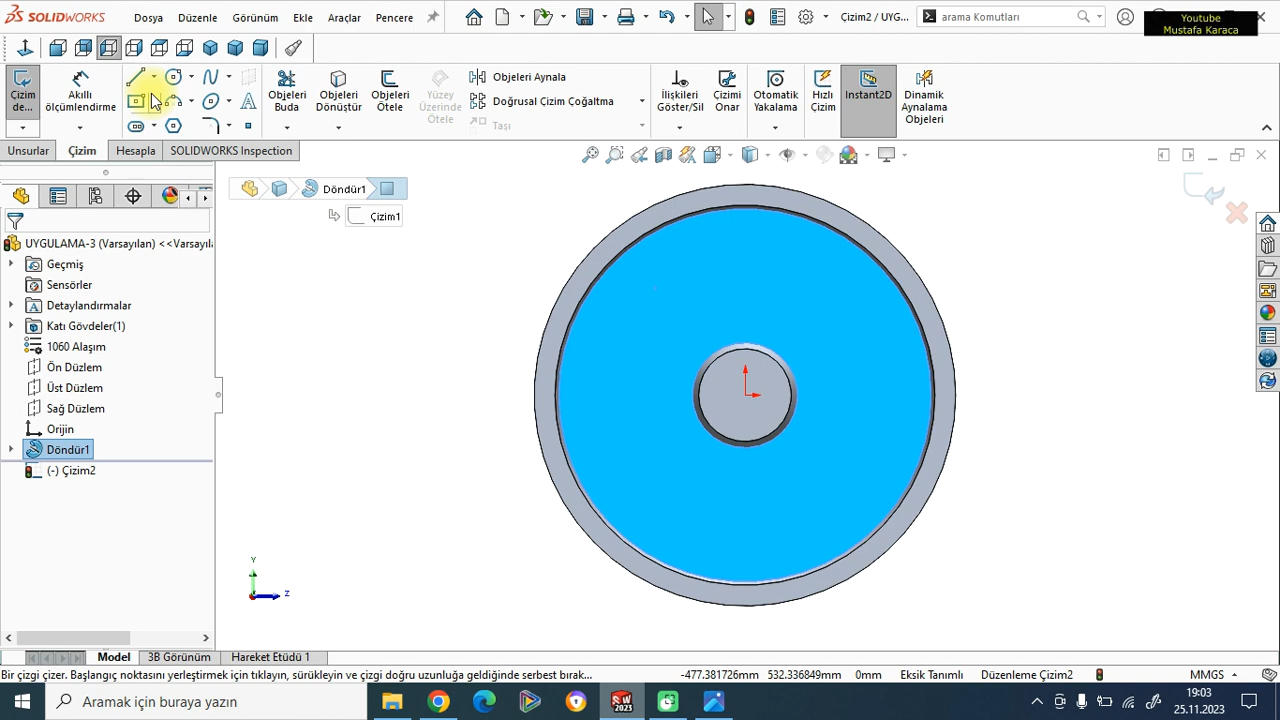 SOLIDWORKS Dosya Düzenle Görünüm Ekle Araçlar Pencere Çizim2 / UYG... arama Komutları
Youtube
Mustafa Karaca
Çizim de...
Akıllı ölçümlendirme
Objeleri Buda
Objeleri Dönüştür
Objeleri Ötele
Yüzey Üzerinde Ötele
Objeleri Aynala
Doğrusal Çizim Çoğaltma
Taşı
İlişkileri Göster/Sil
Çizimi Onar
Otomatik Yakalama
Hızlı Çizim
Instant2D
Dinamik Aynalama Objeleri
Unsurlar Çizim Hesapla SOLIDWORKS Inspection
Döndür1
Çizim1
UYGULAMA-3 (Varsayılan) <<Varsayıla
Geçmiş
Sensörler
Detaylandırmalar
Katı Gövdeler(1)
1060 Alaşım
Ön Düzlem
Üst Düzlem
Sağ Düzlem
Orijin
Döndür1
(-) Çizim2
Y
Z
Model 3B Görünüm Hareket Etüdü 1
Bir çizgi çizer. Başlangıç noktasını yerleştirmek için tıklayın, sürükleyin ve çizgi doğru uzunluğa geldiğinde serbest bırak... -477.381726mm 532.336849mm 0mm Eksik Tanımlı Düzenleme Çizim2 MMGS
Aramak için buraya yazın
19:03
25.11.2023